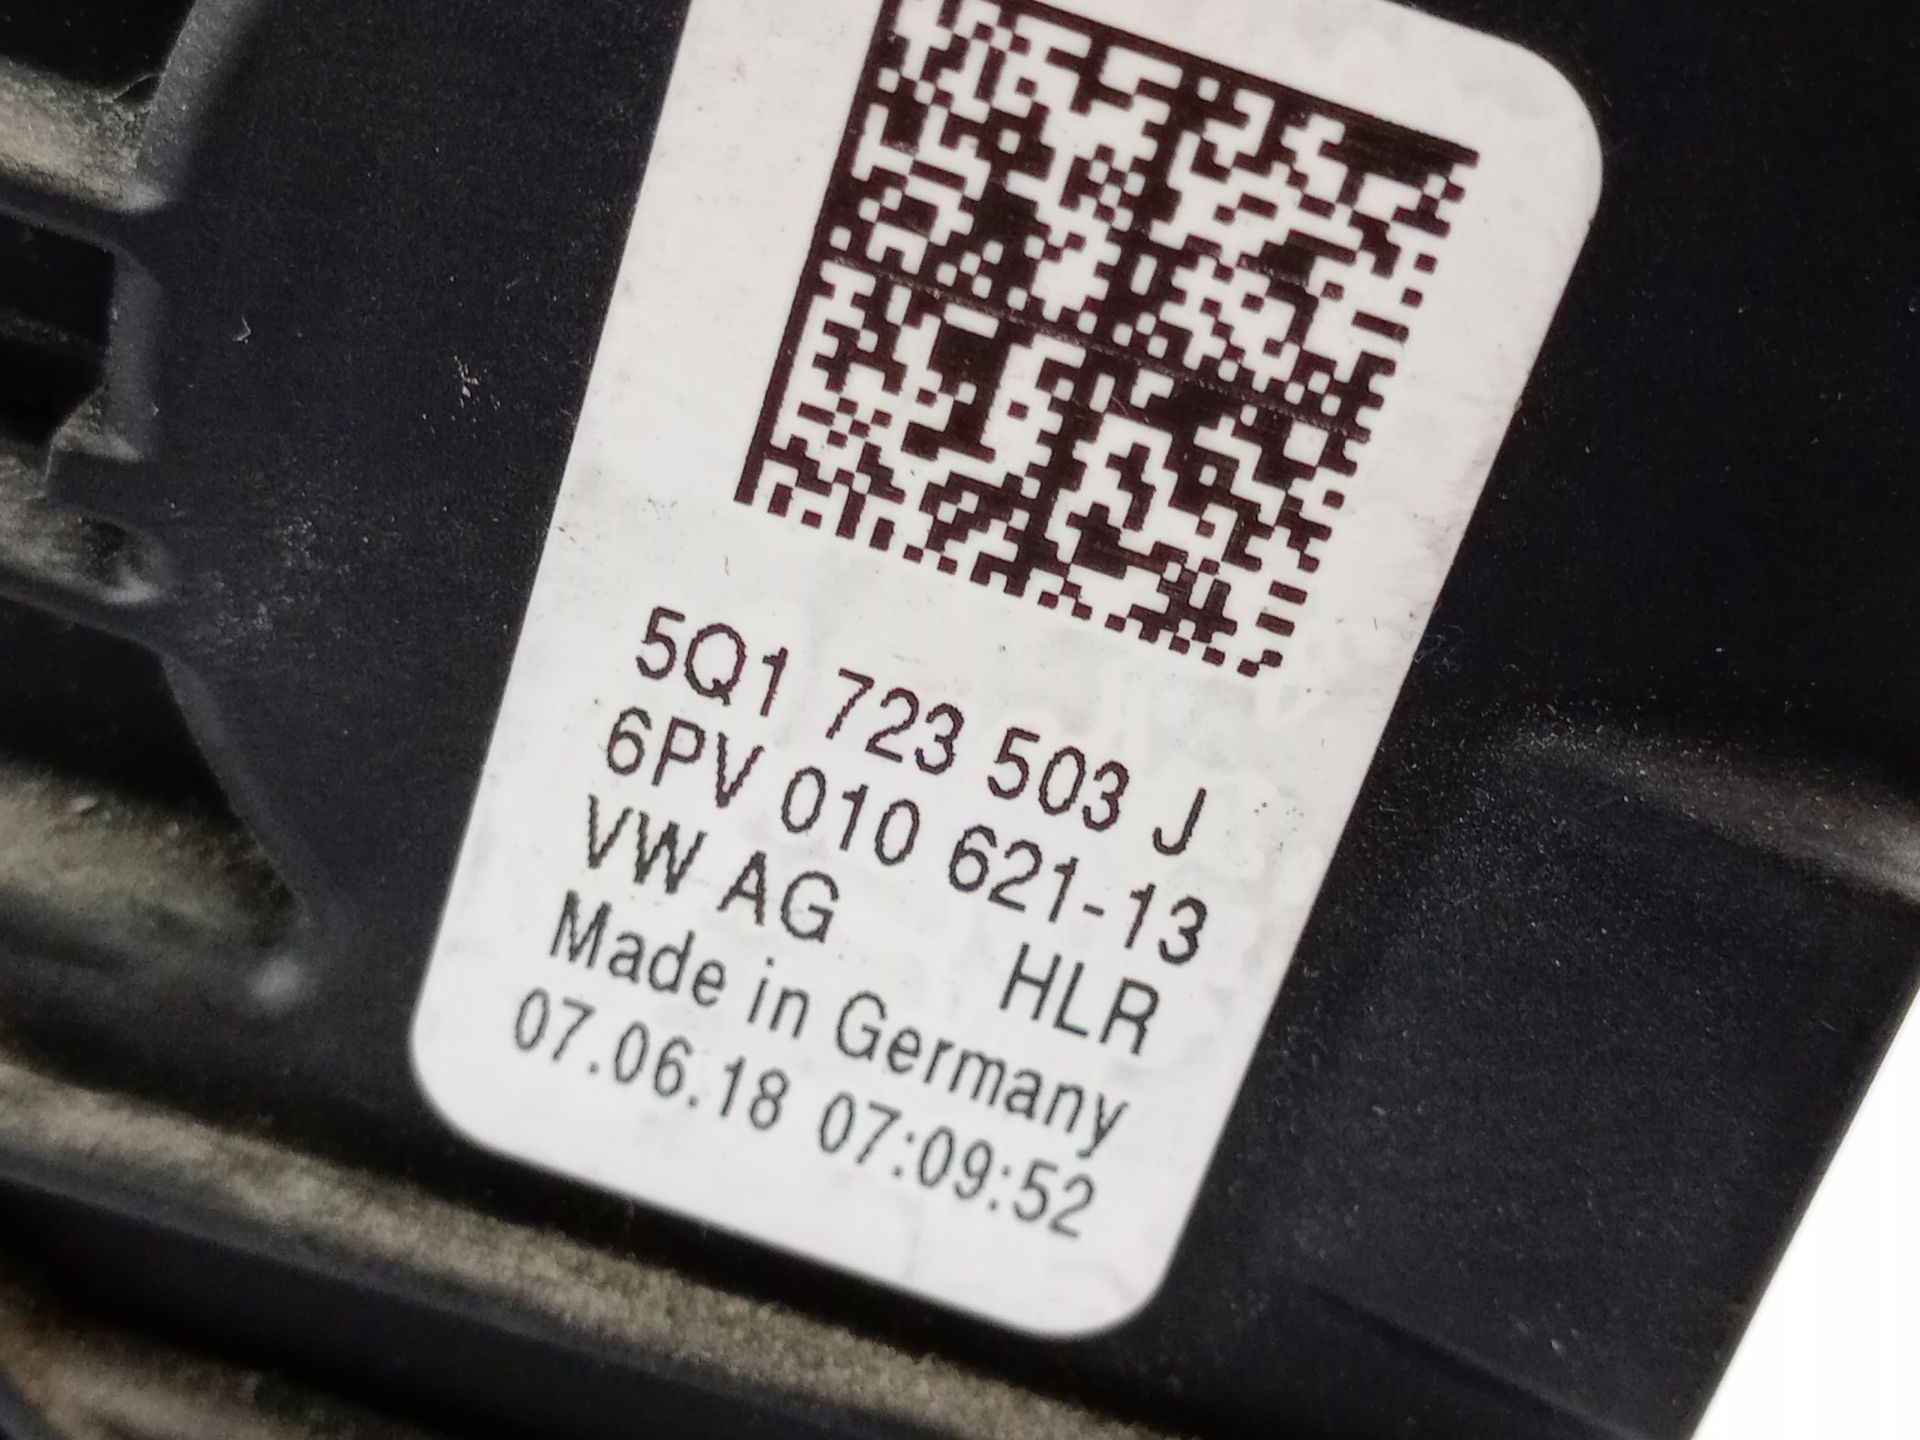 5Q1 723 503 J
6PV 010 621-13
VW AG HLR
Made in Germany
07.06.18 07:09:52